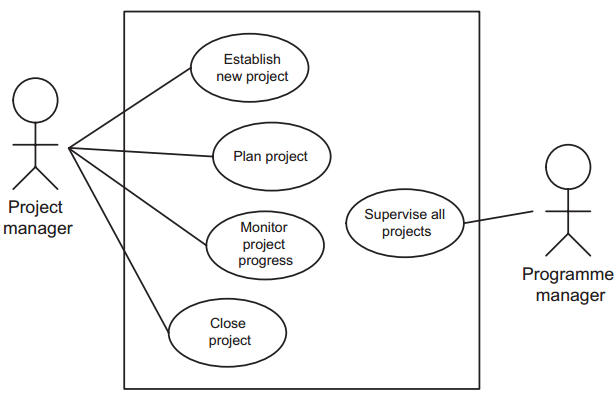 Establish
new project
Plan project
Project
manager
Supervise all
projects
Monitor
project
progress
Programme
manager
Close
project